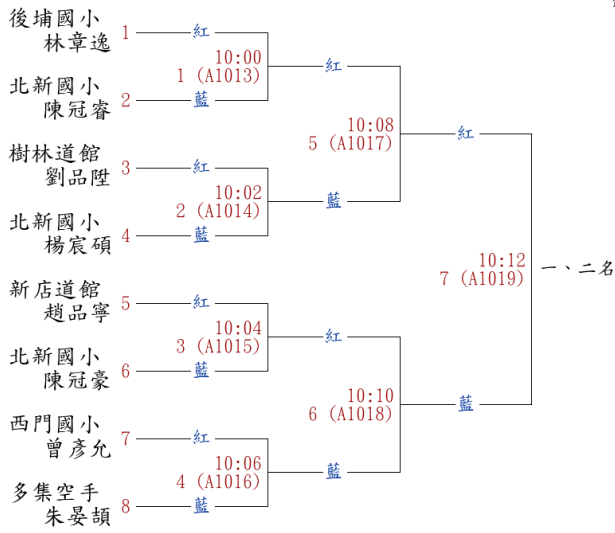 後埔國小
林章逸 1 紅
10:00
1 (A1013) 紅
北新國小
陳冠睿 2 藍
10:08
5 (A1017) 紅
樹林道館
劉品陞 3 紅
10:02
2 (A1014) 藍
北新國小
楊宸碩 4 藍
10:12
7 (A1019) 一、二名
新店道館
趙品寧 5 紅
10:04
3 (A1015) 紅
北新國小
陳冠豪 6 藍
10:10
6 (A1018) 藍
西門國小
曾彥允 7 紅
10:06
4 (A1016) 藍
多集空手
朱晏頡 8 藍